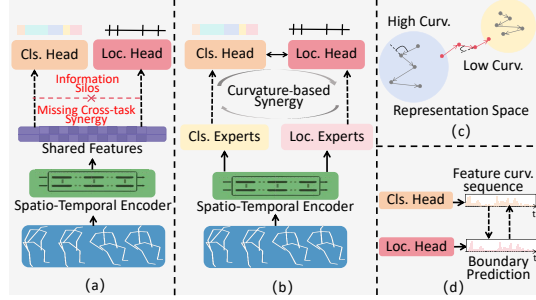 Cls. Head
Loc. Head
Information
Silos
Missing Cross-task
Synergy
Shared Features
Spatio-Temporal Encoder
(a)
Cls. Head
Loc. Head
Curvature-based
Synergy
Cls. Experts
Loc. Experts
Spatio-Temporal Encoder
(b)
High Curv.
Low Curv.
Representation Space
(c)
Cls. Head
Feature curv.
sequence
t
Loc. Head
t
Boundary
Prediction
(d)